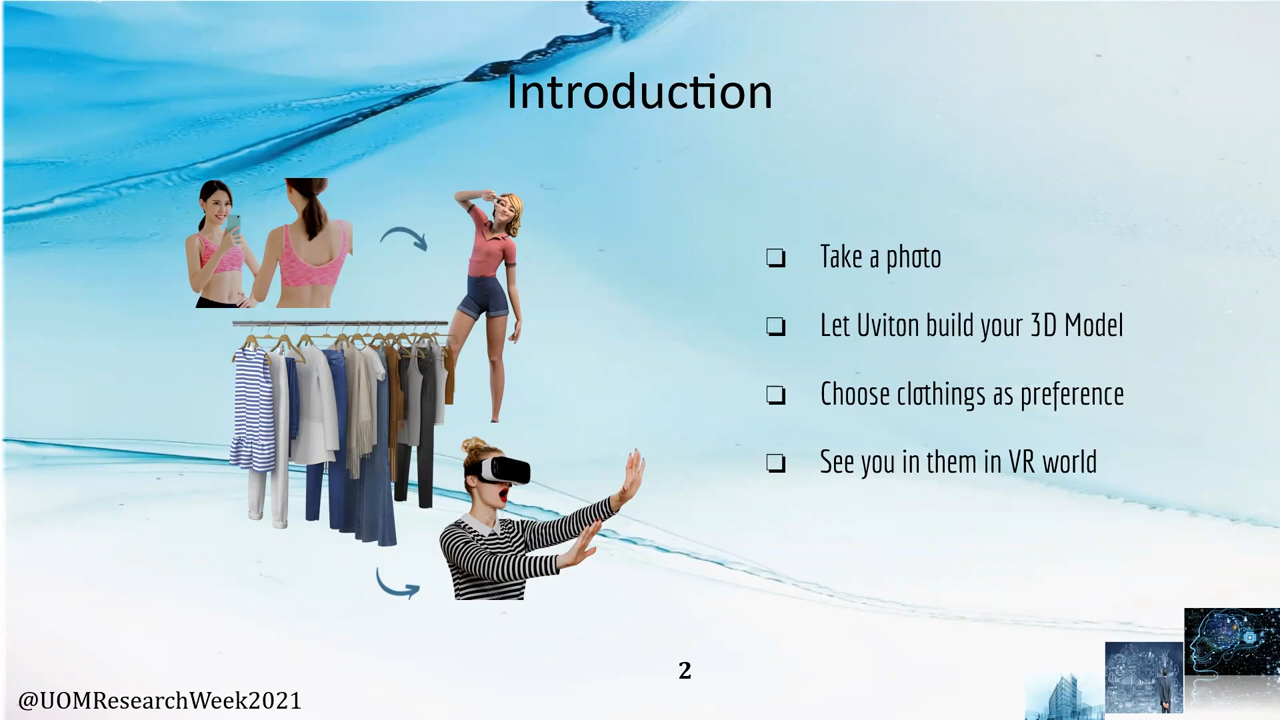 Introduction
❑ Take a photo
❑ Let Uviton build your 3D Model
❑ Choose clothings as preference
❑ See you in them in VR world
2
@UOMResearchWeek2021